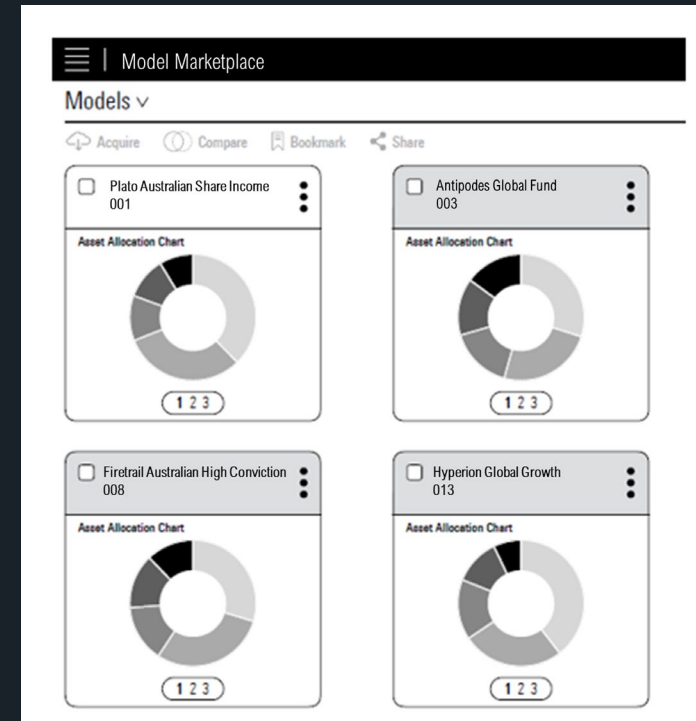 Model Marketplace
Models
Acquire Compare Bookmark Share
Plato Australian Share Income
001
Asset Allocation Chart
1 2 3
Antipodes Global Fund
003
Asset Allocation Chart
1 2 3
Firetrail Australian High Conviction
008
Asset Allocation Chart
1 2 3
Hyperion Global Growth
013
Asset Allocation Chart
1 2 3